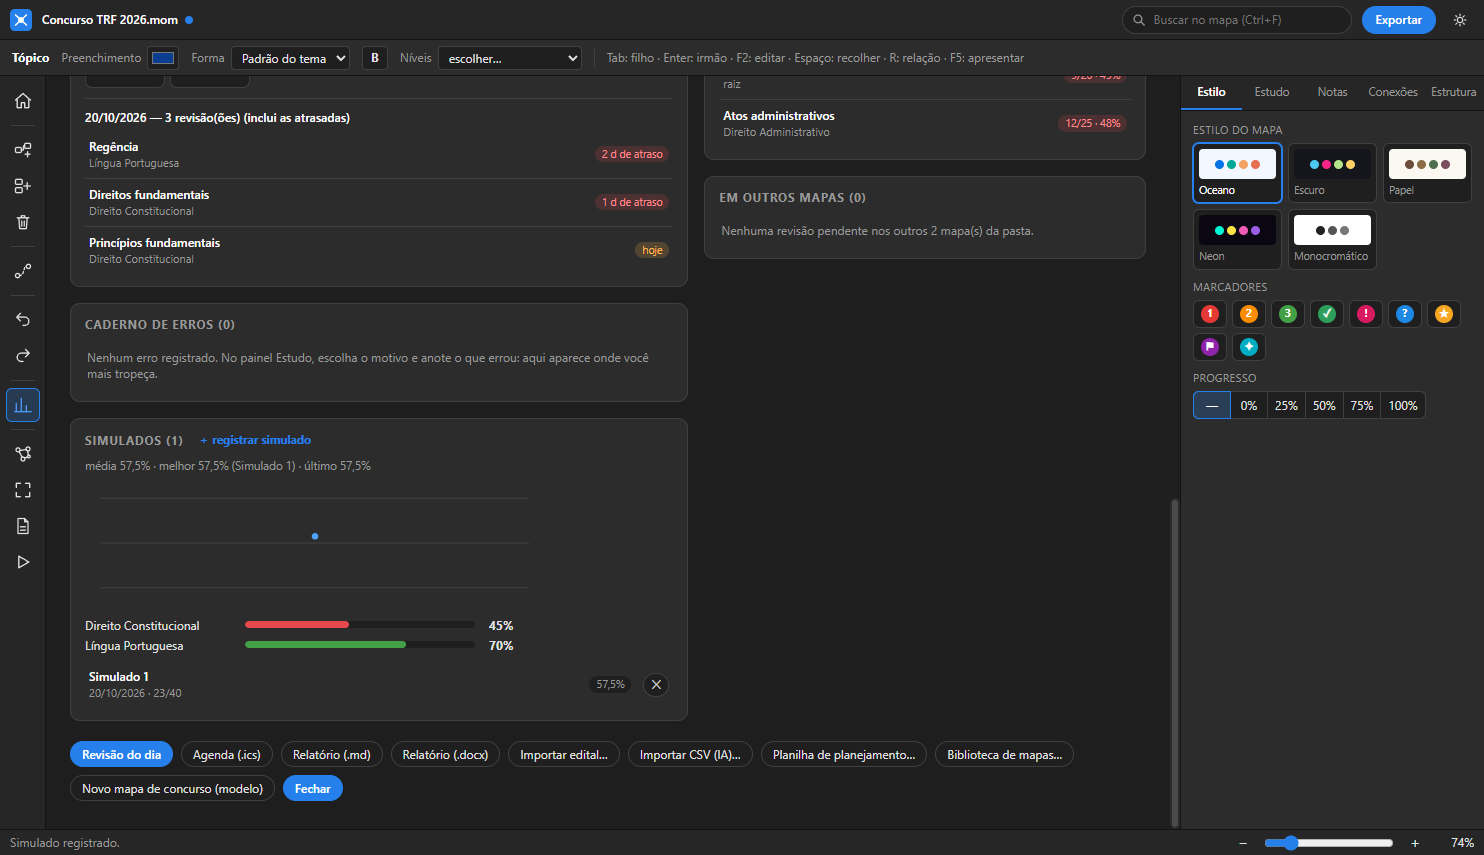 Concurso TRF 2026.mom
Buscar no mapa (Ctrl+F)
Exportar
Tópico
Preenchimento
Forma
Padrão do tema
B
Níveis
escolher...
Tab: filho · Enter: irmão · F2: editar · Espaço: recolher · R: relação · F5: apresentar
20/10/2026 — 3 revisão(ões) (inclui as atrasadas)
Regência
Língua Portuguesa
2 d de atraso
Direitos fundamentais
Direito Constitucional
1 d de atraso
Princípios fundamentais
Direito Constitucional
hoje
CADERNO DE ERROS (0)
Nenhum erro registrado. No painel Estudo, escolha o motivo e anote o que errou: aqui aparece onde você
mais tropeça.
SIMULADOS (1)
+ registrar simulado
média 57,5% · melhor 57,5% (Simulado 1) · último 57,5%
Direito Constitucional
45%
Língua Portuguesa
70%
Simulado 1
20/10/2026 · 23/40
57,5%
raiz
Atos administrativos
Direito Administrativo
12/25 · 48%
EM OUTROS MAPAS (0)
Nenhuma revisão pendente nos outros 2 mapa(s) da pasta.
Revisão do dia
Agenda (.ics)
Relatório (.md)
Relatório (.docx)
Importar edital...
Importar CSV (IA)...
Planilha de planejamento...
Biblioteca de mapas...
Novo mapa de concurso (modelo)
Fechar
Estilo
Estudo
Notas
Conexões
Estrutura
ESTILO DO MAPA
Oceano
Escuro
Papel
Neon
Monocromático
MARCADORES
1
2
3
!
?
PROGRESSO
—
0%
25%
50%
75%
100%
Simulado registrado.
74%